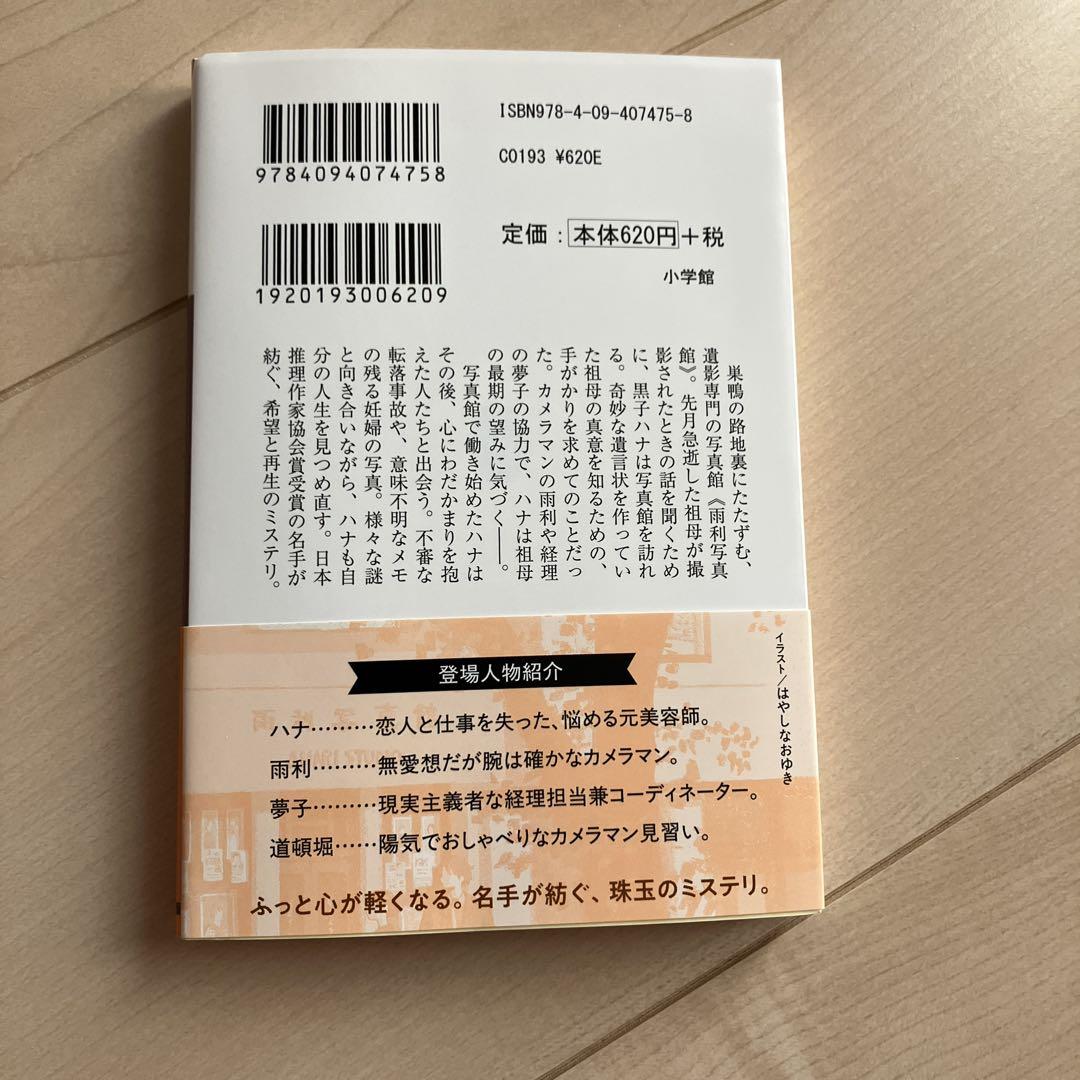 9784094074758
ISBN978-4-09-407475-8
C0193 ¥620E
1920193006209
定価：本体620円＋税
小学館
巣鴨の路地裏にたたずむ、
遺影専門の写真館《雨利写真
館》。先月急逝した祖母が撮
影されたときの話を聞くため
に、黒子ハナは写真館を訪れ
る。奇妙な遺言状を作ってい
た祖母の真意を知るための、
手がかりを求めてのことだっ
た。カメラマンの雨利や経理
の夢子の協力で、ハナは祖母
の最期の望みに気づく――。
写真館で働き始めたハナは
その後、心にわだかまりを抱
えた人たちと出会う。不審な
転落事故や、意味不明なメモ
の残る妊婦の写真。様々な謎
と向き合いながら、ハナも自
分の人生を見つめ直す。日本
推理作家協会賞受賞の名手が
紡ぐ、希望と再生のミステリ。
イラスト／はやしなおゆき
登場人物紹介
ハナ………恋人と仕事を失った、悩める元美容師。
雨利………無愛想だが腕は確かなカメラマン。
夢子………現実主義者な経理担当兼コーディネーター。
道頓堀……陽気でおしゃべりなカメラマン見習い。
ふっと心が軽くなる。名手が紡ぐ、珠玉のミステリ。